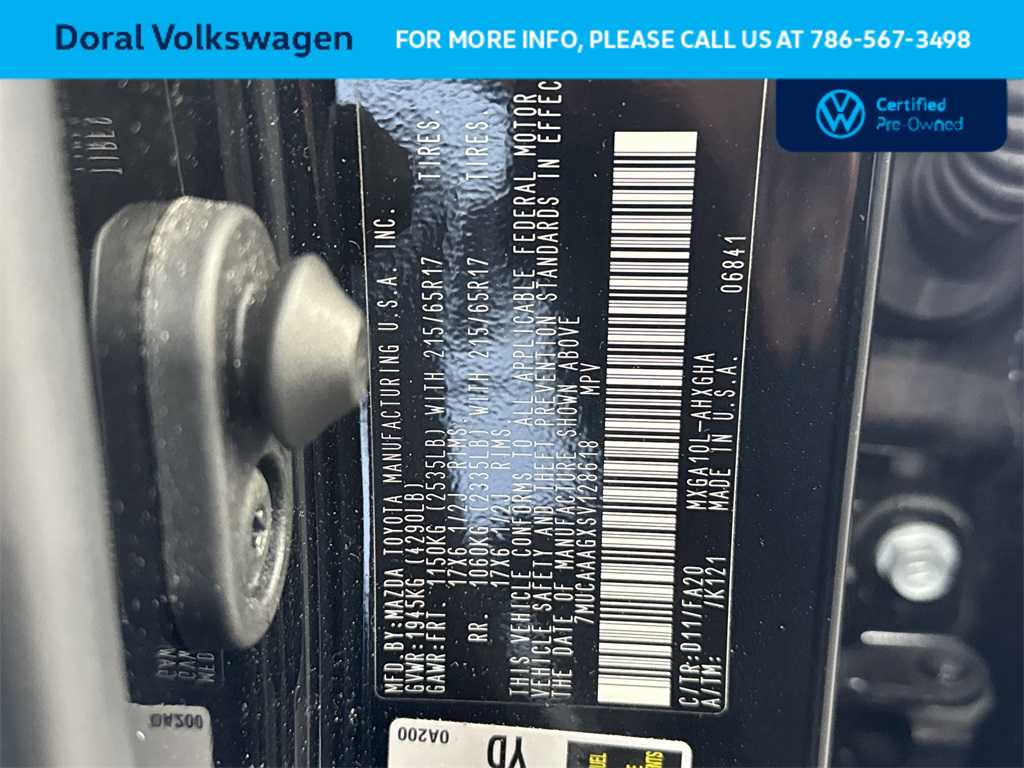 Doral Volkswagen
FOR MORE INFO, PLEASE CALL US AT 786-567-3498
Certified
Pre-Owned
MFD.BY:MAZDA TOYOTA MANUFACTURING U.S.A. INC.
GVWR:1945KG (4290LB)
GAWR:FRT. 1150KG (2535LB) WITH 215/65R17 TIRES.
17X6 1/2J RIMS
RR. 1060KG (2335LB) WITH 215/65R17 TIRES.
17X6 1/2J RIMS
THIS VEHICLE CONFORMS TO ALL APPLICABLE FEDERAL MOTOR
VEHICLE SAFETY AND THEFT PREVENTION STANDARDS IN EFFEC
THE DATE OF MANUFACTURE SHOWN ABOVE
7MUCAAAGXSV128618 MPV
C/TR:D11/FA20 MXGA10L-AHXGHA 06841
A/TM: /K121 MADE IN U.S.A.
0A200
0A200
YD